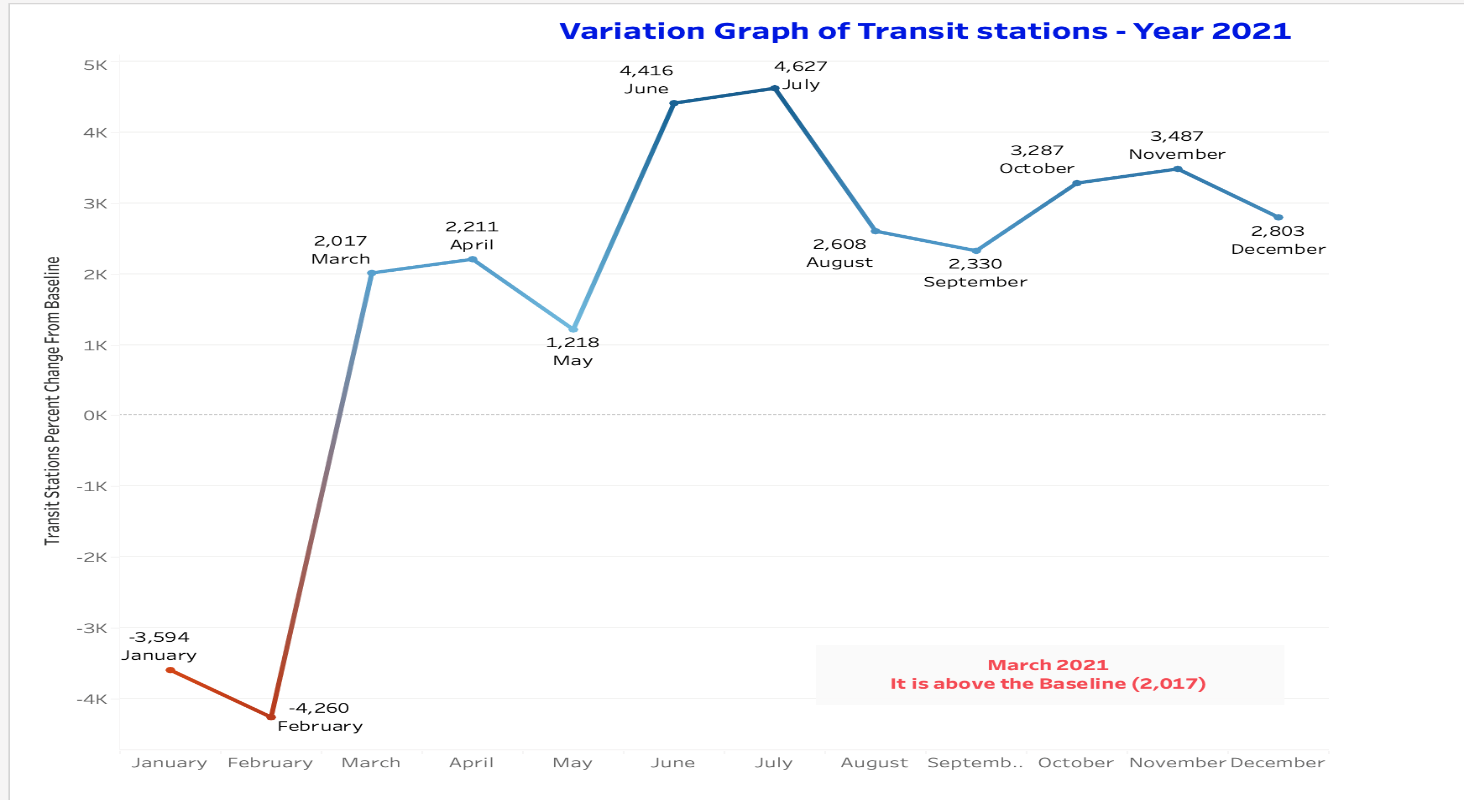 Variation Graph of Transit stations - Year 2021
Transit Stations Percent Change From Baseline
5K
4K
3K
2K
1K
0K
-1K
-2K
-3K
-4K
-3,594
January
-4,260
February
2,017
March
2,211
April
1,218
May
4,416
June
4,627
July
2,608
August
2,330
September
3,287
October
3,487
November
2,803
December
March 2021
It is above the Baseline (2,017)
January February March April May June July August Septemb.. October November December